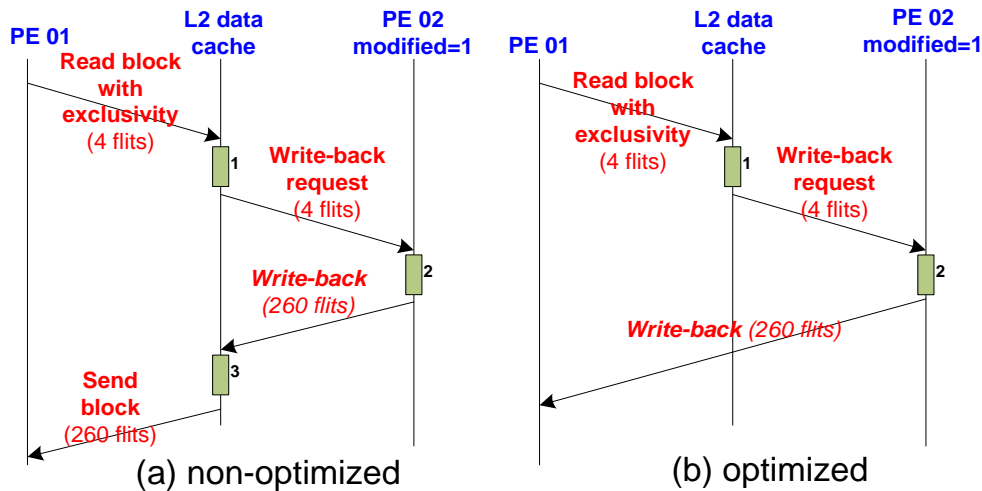 PE 01
L2 data
cache
PE 02
modified=1
Read block
with
exclusivity
(4 flits)
1
Write-back
request
(4 flits)
2
Write-back
(260 flits)
3
Send
block
(260 flits)
(a) non-optimized
PE 01
L2 data
cache
PE 02
modified=1
Read block
with
exclusivity
(4 flits)
1
Write-back
request
(4 flits)
2
Write-back (260 flits)
(b) optimized